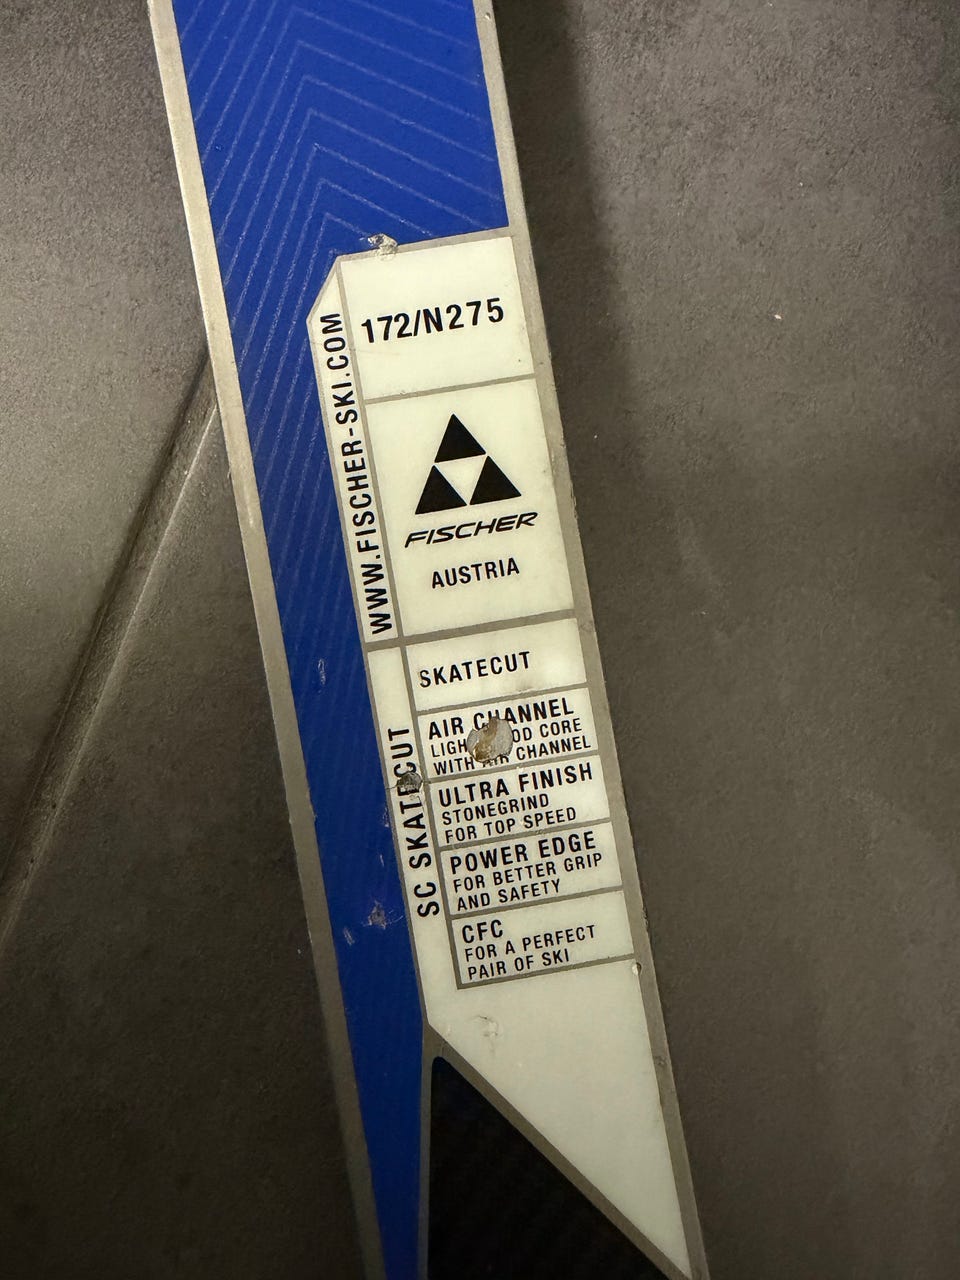 172/N275
WWW.FISCHER-SKI.COM
FISCHER
AUSTRIA
SKATECUT
SC SKATECUT
AIR CHANNEL
CORE
WITH AIR CHANNEL
ULTRA FINISH
STONEGRIND
FOR TOP SPEED
POWER EDGE
FOR BETTER GRIP
AND SAFETY
CFC
FOR A PERFECT
PAIR OF SKI